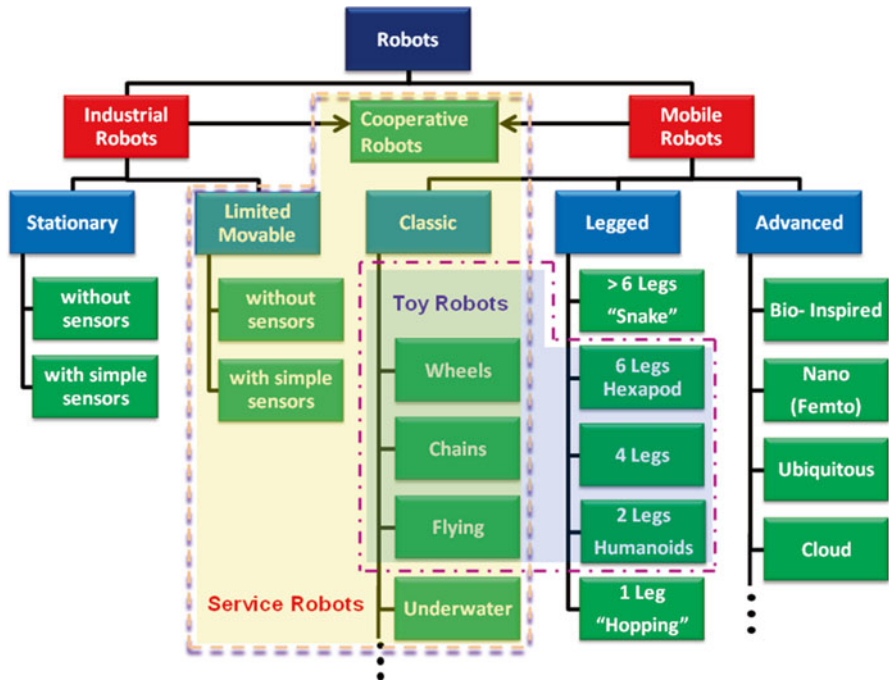 Robots
Industrial
Robots
Cooperative
Robots
Mobile
Robots
Stationary
Limited
Movable
Classic
Legged
Advanced
without
sensors
with simple
sensors
without
sensors
with simple
sensors
Toy Robots
Wheels
Chains
Flying
Underwater
Service Robots
> 6 Legs
“Snake”
6 Legs
Hexapod
4 Legs
2 Legs
Humanoids
1 Leg
“Hopping”
Bio- Inspired
Nano
(Femto)
Ubiquitous
Cloud